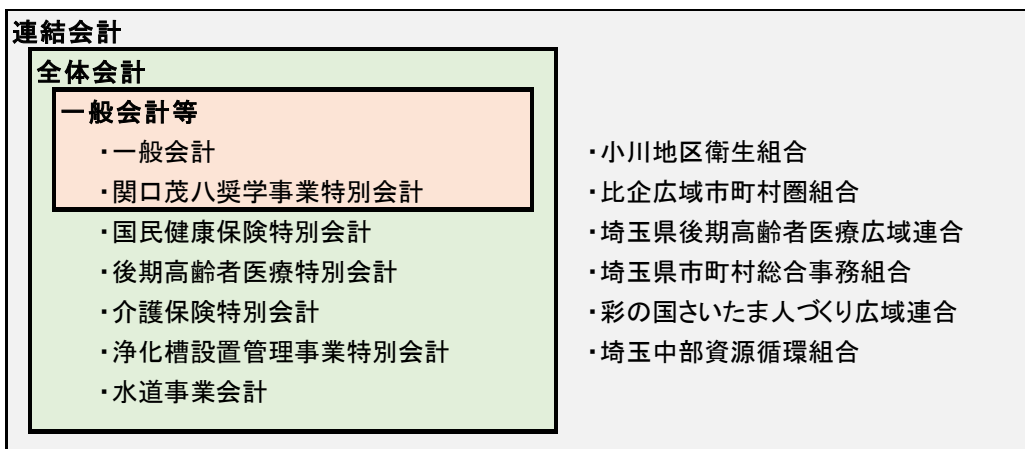 連結会計
全体会計
一般会計等
・一般会計
・関口茂八奨学事業特別会計
・国民健康保険特別会計
・後期高齢者医療特別会計
・介護保険特別会計
・浄化槽設置管理事業特別会計
・水道事業会計
・小川地区衛生組合
・比企広域市町村圏組合
・埼玉県後期高齢者医療広域連合
・埼玉県市町村総合事務組合
・彩の国さいたま人づくり広域連合
・埼玉中部資源循環組合